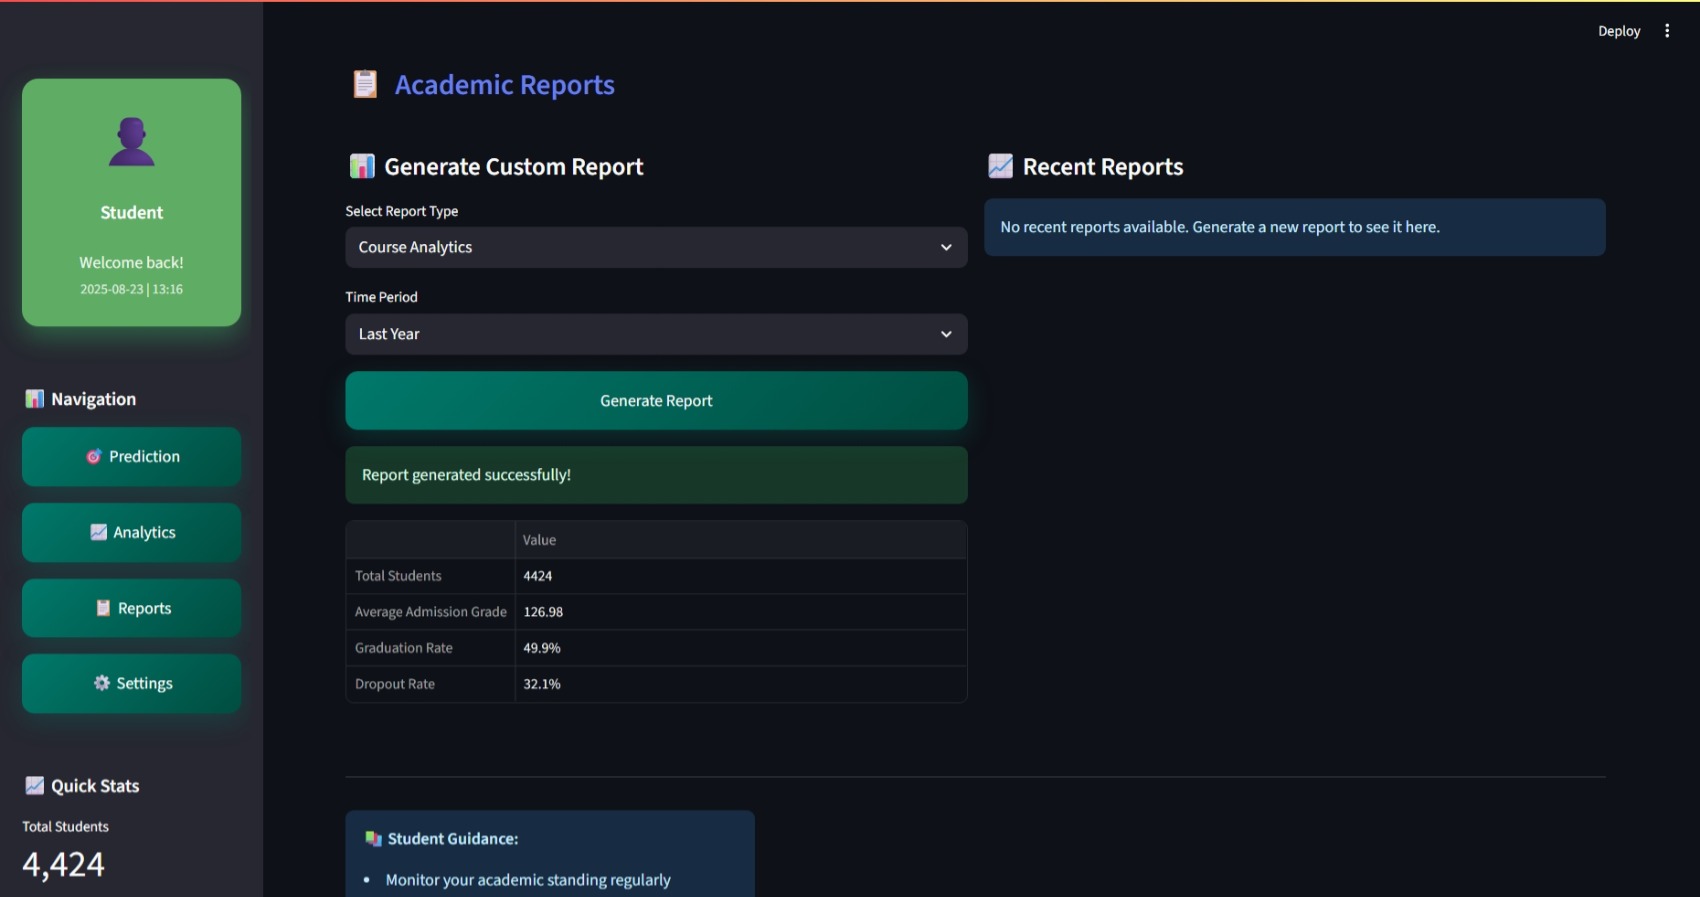 Deploy
Student
Welcome back!
2025-08-23 | 13:16
Navigation
Prediction
Analytics
Reports
Settings
Quick Stats
Total Students
4,424
Academic Reports
Generate Custom Report
Select Report Type
Course Analytics
Time Period
Last Year
Generate Report
Report generated successfully!
Value
Total Students 4424
Average Admission Grade 126.98
Graduation Rate 49.9%
Dropout Rate 32.1%
Recent Reports
No recent reports available. Generate a new report to see it here.
Student Guidance:
• Monitor your academic standing regularly